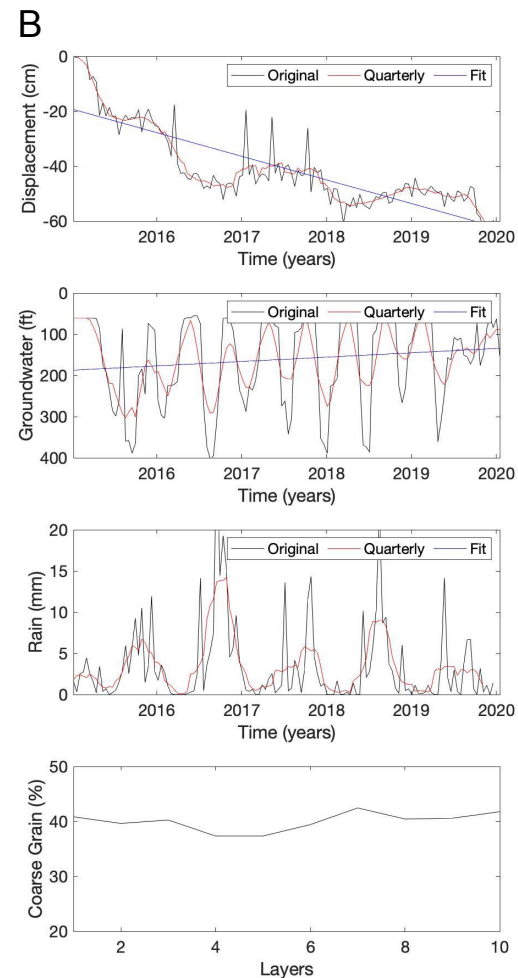 B
Original Quarterly Fit
0
-20
-40
-60
Displacement (cm)
2016 2017 2018 2019 2020
Time (years)
Original Quarterly Fit
0
100
200
300
400
Groundwater (ft)
2016 2017 2018 2019 2020
Time (years)
Original Quarterly Fit
20
15
10
5
0
Rain (mm)
2016 2017 2018 2019 2020
Time (years)
50
40
30
20
Coarse Grain (%)
2 4 6 8 10
Layers